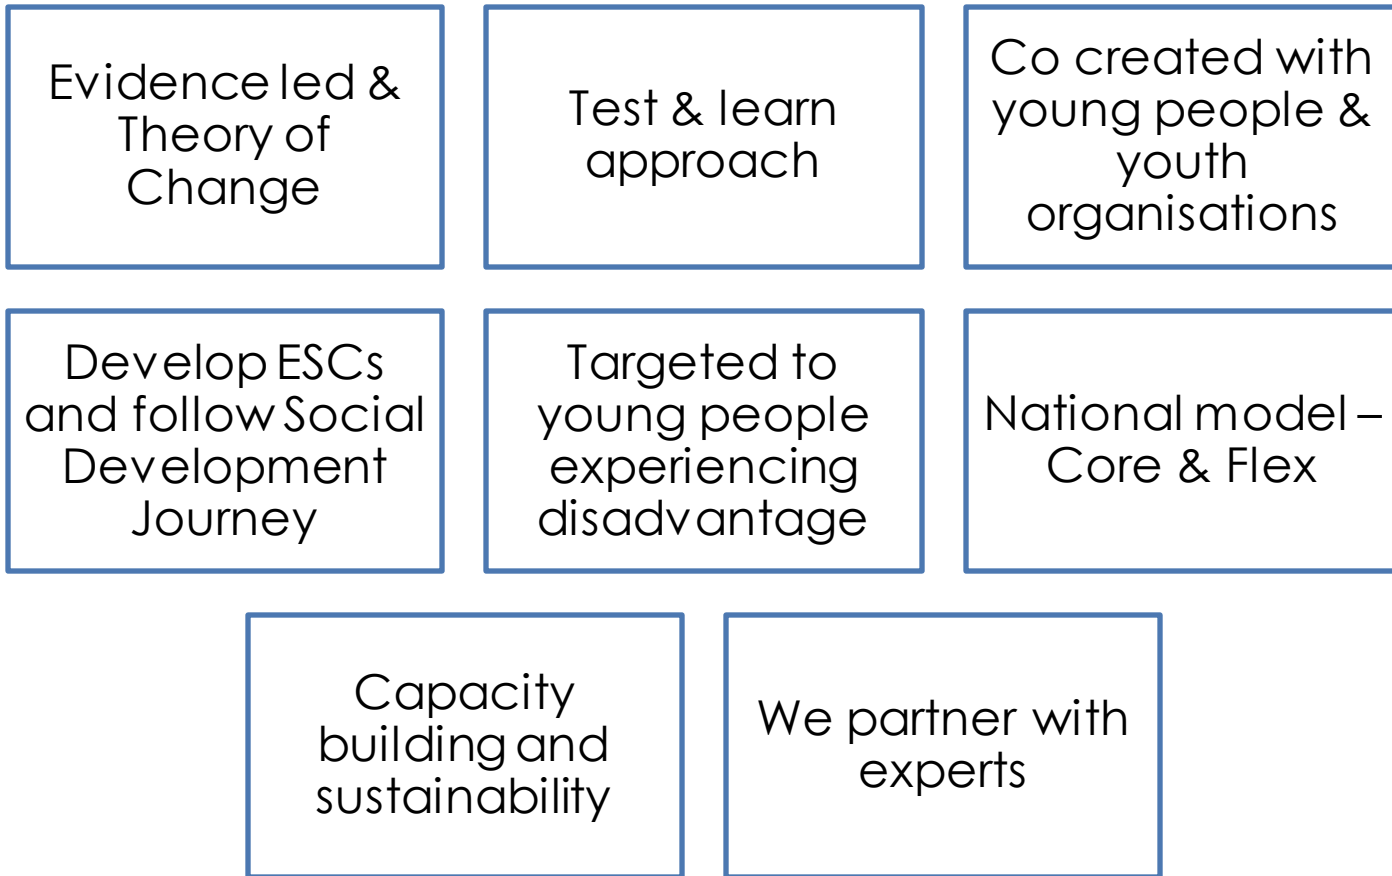 Evidence led &
Theory of
Change
Test & learn
approach
Co created with
young people &
youth
organisations
Develop ESCs
and follow Social
Development
Journey
Targeted to
young people
experiencing
disadvantage
National model –
Core & Flex
Capacity
building and
sustainability
We partner with
experts